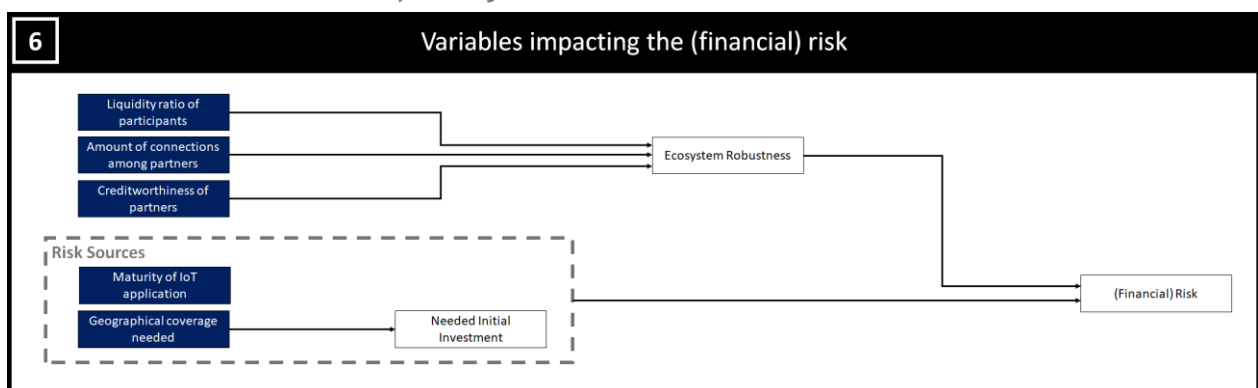 6
Variables impacting the (financial) risk
Liquidity ratio of
participants
Amount of connections
among partners
Creditworthiness of
partners
Ecosystem Robustness
Risk Sources
Maturity of IoT
application
Geographical coverage
needed
Needed Initial
Investment
(Financial) Risk